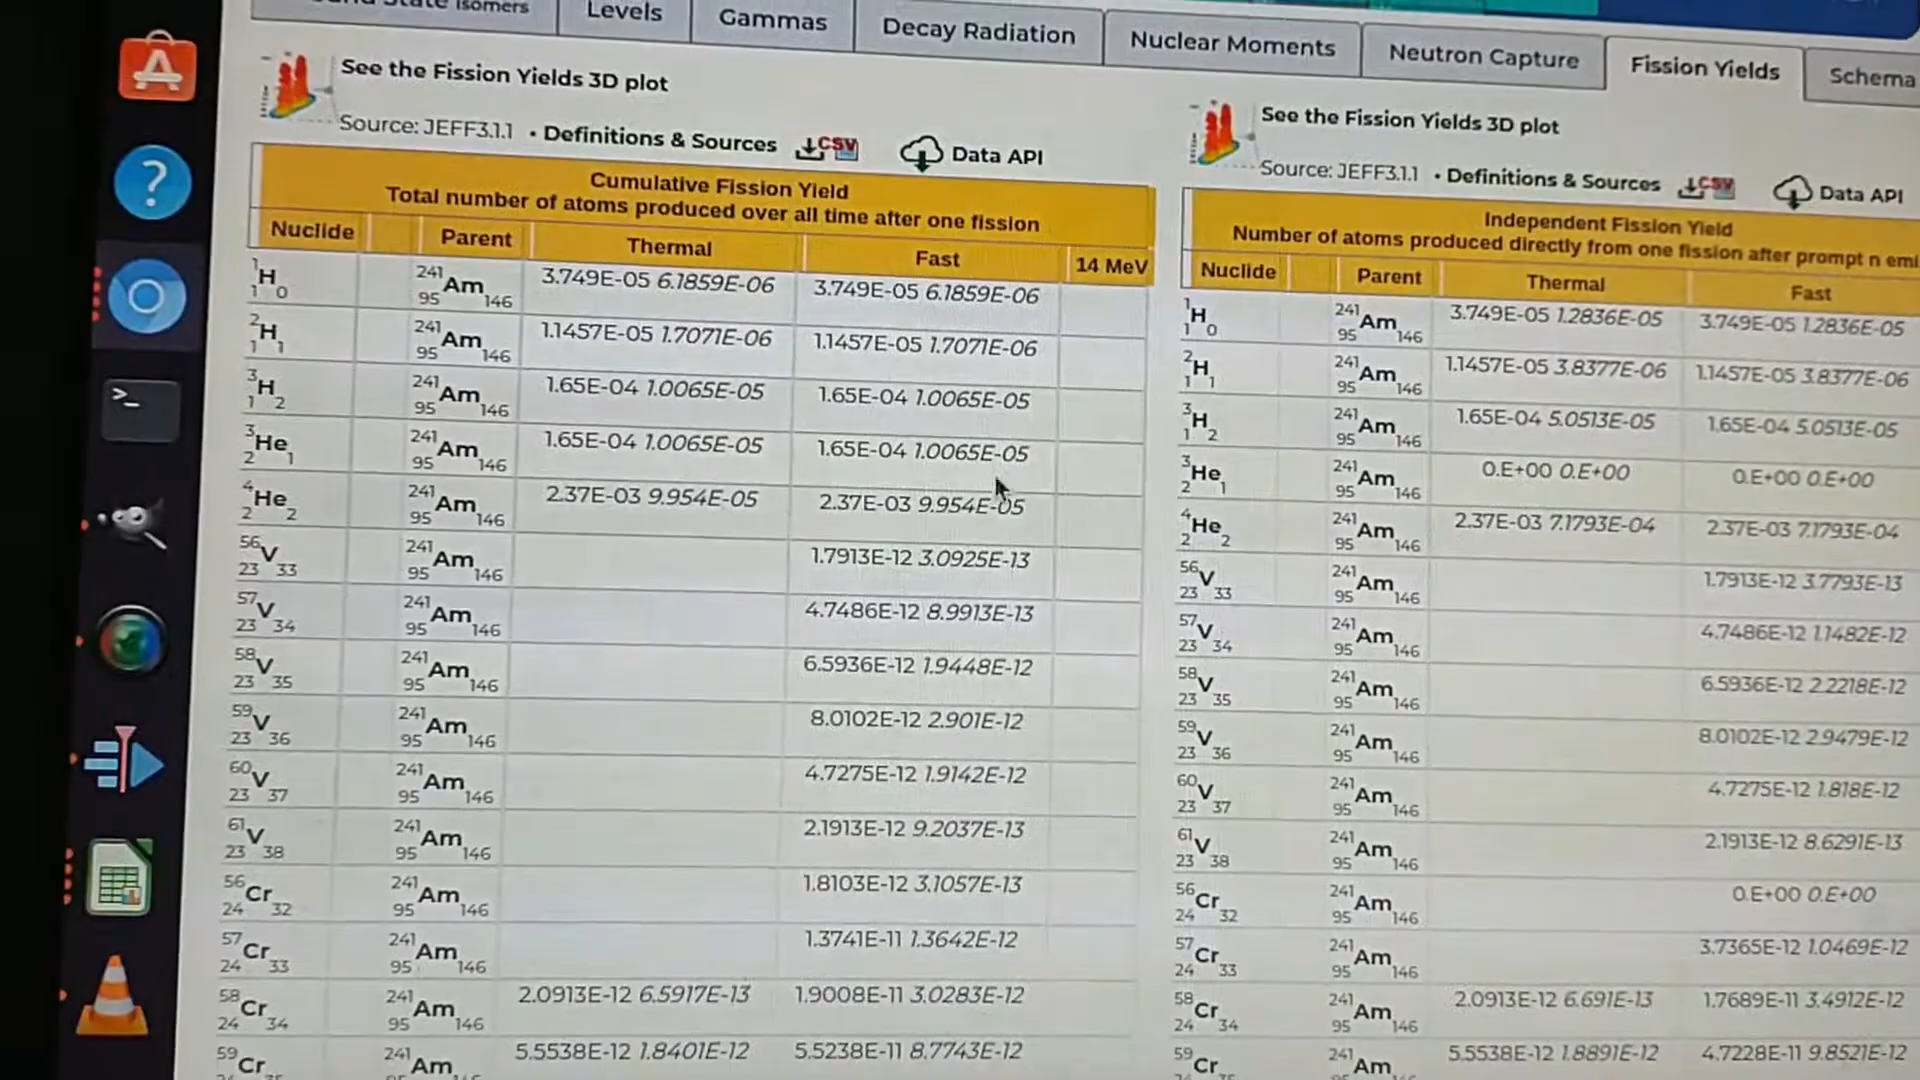 Isomers
Levels
Gammas
Decay Radiation
Nuclear Moments
Neutron Capture
Fission Yields
Schema
See the Fission Yields 3D plot
Source: JEFF3.1.1 • Definitions & Sources CSV Data API
Cumulative Fission Yield
Total number of atoms produced over all time after one fission
Nuclide Parent Thermal Fast 14 MeV
1 1 H 0 241 95 Am 146 3.749E-05 6.1859E-06 3.749E-05 6.1859E-06
2 1 H 1 241 95 Am 146 1.1457E-05 1.7071E-06 1.1457E-05 1.7071E-06
3 1 H 2 241 95 Am 146 1.65E-04 1.0065E-05 1.65E-04 1.0065E-05
3 2 He 1 241 95 Am 146 1.65E-04 1.0065E-05 1.65E-04 1.0065E-05
4 2 He 2 241 95 Am 146 2.37E-03 9.954E-05 2.37E-03 9.954E-05
56 23 V 33 241 95 Am 146 1.7913E-12 3.0925E-13
57 23 V 34 241 95 Am 146 4.7486E-12 8.9913E-13
58 23 V 35 241 95 Am 146 6.5936E-12 1.9448E-12
59 23 V 36 241 95 Am 146 8.0102E-12 2.901E-12
60 23 V 37 241 95 Am 146 4.7275E-12 1.9142E-12
61 23 V 38 241 95 Am 146 2.1913E-12 9.2037E-13
56 24 Cr 32 241 95 Am 146 1.8103E-12 3.1057E-13
57 24 Cr 33 241 95 Am 146 1.3741E-11 1.3642E-12
58 24 Cr 34 241 95 Am 146 2.0913E-12 6.5917E-13 1.9008E-11 3.0283E-12
59 Cr 241 Am 5.5538E-12 1.8401E-12 5.5238E-11 8.7743E-12
See the Fission Yields 3D plot
Source: JEFF3.1.1 • Definitions & Sources CSV Data API
Independent Fission Yield
Number of atoms produced directly from one fission after prompt n emi
Nuclide Parent Thermal Fast
1 1 H 0 241 95 Am 146 3.749E-05 1.2836E-05 3.749E-05 1.2836E-05
2 1 H 1 241 95 Am 146 1.1457E-05 3.8377E-06 1.1457E-05 3.8377E-06
3 1 H 2 241 95 Am 146 1.65E-04 5.0513E-05 1.65E-04 5.0513E-05
3 2 He 1 241 95 Am 146 0.E+00 0.E+00 0.E+00 0.E+00
4 2 He 2 241 95 Am 146 2.37E-03 7.1793E-04 2.37E-03 7.1793E-04
56 23 V 33 241 95 Am 146 1.7913E-12 3.7793E-13
57 23 V 34 241 95 Am 146 4.7486E-12 1.1482E-12
58 23 V 35 241 95 Am 146 6.5936E-12 2.2218E-12
59 23 V 36 241 95 Am 146 8.0102E-12 2.9479E-12
60 23 V 37 241 95 Am 146 4.7275E-12 1.818E-12
61 23 V 38 241 95 Am 146 2.1913E-12 8.6291E-13
56 24 Cr 32 241 95 Am 146 0.E+00 0.E+00
57 24 Cr 33 241 95 Am 146 3.7365E-12 1.0469E-12
58 24 Cr 34 241 95 Am 146 2.0913E-12 6.691E-13 1.7689E-11 3.4912E-12
59 Cr 241 Am 5.5538E-12 1.8891E-12 4.7228E-11 9.8521E-12